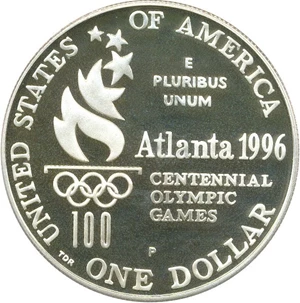 UNITED STATES OF AMERICA
E
PLURIBUS
UNUM
Atlanta 1996
CENTENNIAL
OLYMPIC
GAMES
100
TDR
P
ONE DOLLAR